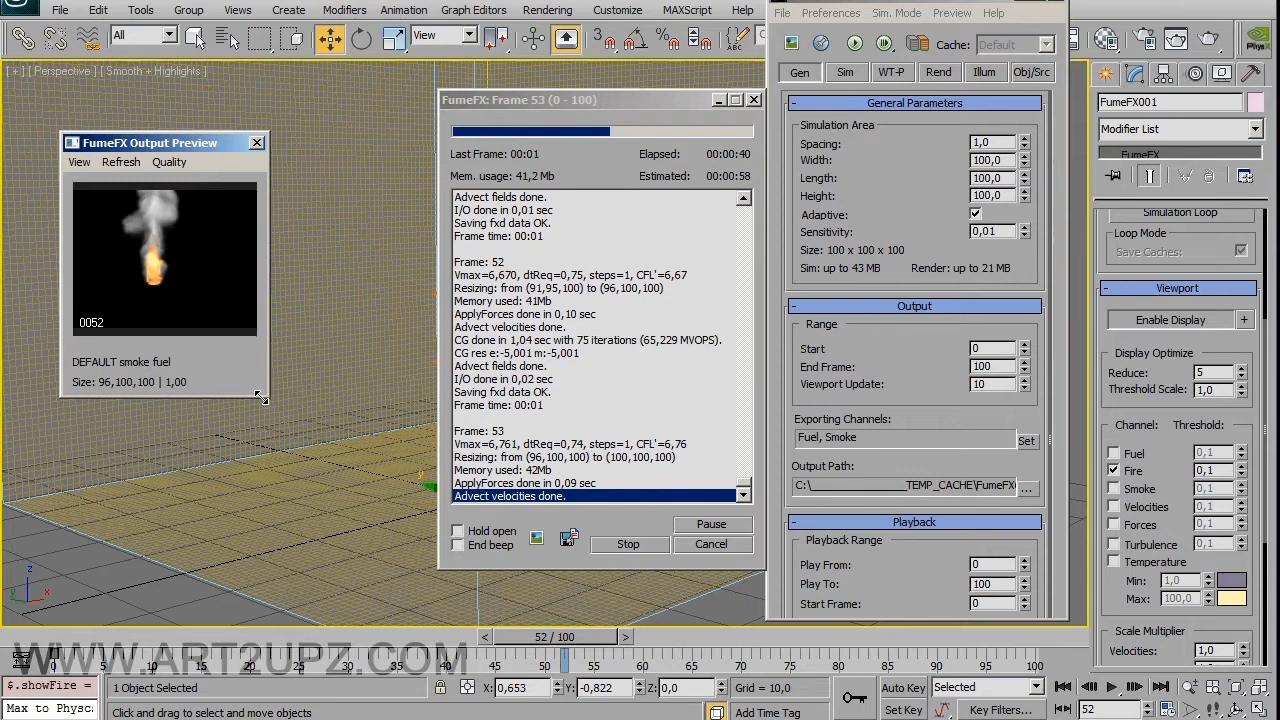 File Edit Tools Group Views Create Modifiers Animation Graph Editors Rendering Customize MAXScript Help
All View
[ + ] [ Perspective ] [ Smooth + Highlights ]
FumeFX Output Preview
View Refresh Quality
0052
DEFAULT smoke fuel
Size: 96,100,100 | 1,00
FumeFX: Frame 53 (0 - 100)
Last Frame: 00:01 Elapsed: 00:00:40
Mem. usage: 41,2 Mb Estimated: 00:00:58
Advect fields done.
I/O done in 0,01 sec
Saving fxd data OK.
Frame time: 00:01
Frame: 52
Vmax=6,670, dtReq=0,75, steps=1, CFL'=6,67
Resizing: from (91,95,100) to (96,100,100)
Memory used: 41Mb
ApplyForces done in 0,10 sec
Advect velocities done.
CG done in 1,04 sec with 75 iterations (65,229 MVOPS).
CG res e:-5,001 m:-5,001
Advect fields done.
I/O done in 0,02 sec
Saving fxd data OK.
Frame time: 00:01
Frame: 53
Vmax=6,761, dtReq=0,74, steps=1, CFL'=6,76
Resizing: from (96,100,100) to (100,100,100)
Memory used: 42Mb
ApplyForces done in 0,09 sec
Advect velocities done.
Hold open
End beep
Pause
Stop Cancel
File Preferences Sim. Mode Preview Help
Cache: Default
Gen Sim WT-P Rend Illum Obj/Src
General Parameters
Simulation Area
Spacing: 1,0
Width: 100,0
Length: 100,0
Height: 100,0
Adaptive:
Sensitivity: 0,01
Size: 100 x 100 x 100
Sim: up to 43 MB Render: up to 21 MB
Output
Range
Start 0
End Frame: 100
Viewport Update: 10
Exporting Channels:
Fuel, Smoke Set
Output Path:
C:\________________TEMP_CACHE\FumeFX ...
Playback
Playback Range
Play From: 0
Play To: 100
Start Frame: 0
PhysX
FumeFX001
Modifier List
FumeFX
Simulation Loop
Loop Mode
Save Caches:
Viewport
Enable Display +
Display Optimize
Reduce: 5
Threshold Scale: 1,0
Channel: Threshold:
Fuel 0,1
Fire 0,1
Smoke 0,1
Velocities 0,1
Forces 0,1
Turbulence 0,1
Temperature
Min: 1,0
Max: 100,0
Scale Multiplier
Velocities: 1,0
< 52 / 100 >
WWW.ART2UPZ.COM
5 10 15 20 25 30 35 40 45 50 55 60 65 70 75 80 85 90 95 100
$.showFire = 1 Object Selected X: 0,653 Y: -0,822 Z: 0,0 Grid = 10,0 Auto Key Selected
Max to Physc Click and drag to select and move objects Add Time Tag Set Key Key Filters... 52